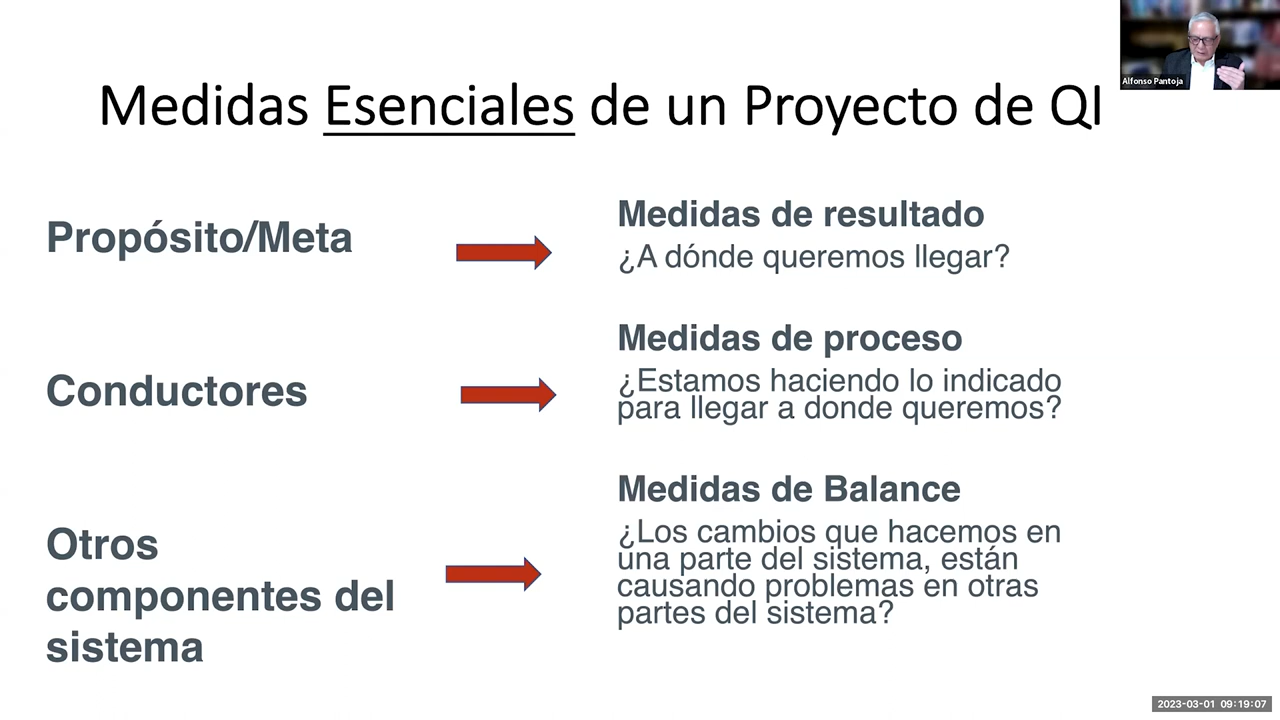 Alfonso Pantoja
Medidas Esenciales de un Proyecto de QI
Propósito/Meta
Medidas de resultado
¿A dónde queremos llegar?
Conductores
Medidas de proceso
¿Estamos haciendo lo indicado
para llegar a donde queremos?
Otros
componentes del
sistema
Medidas de Balance
¿Los cambios que hacemos en
una parte del sistema, están
causando problemas en otras
partes del sistema?
2023-03-01 09:19:07